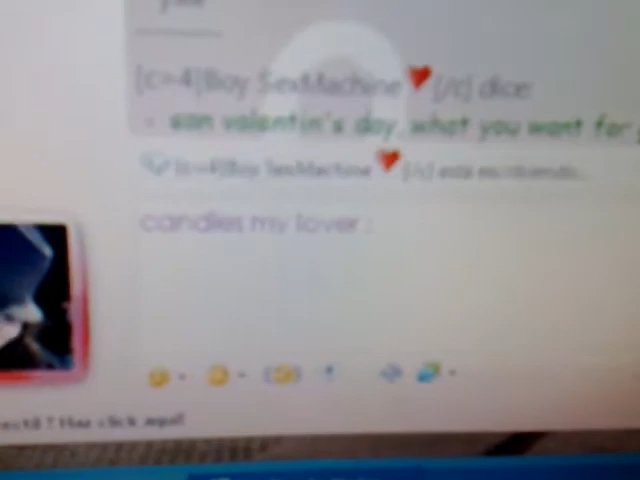 [c=4]Boy SexMachine❤[/c] dice:
- san valentin's day, what you want for
[c=4]Boy SexMachine❤[/c] está escribiendo...
candies my lover :